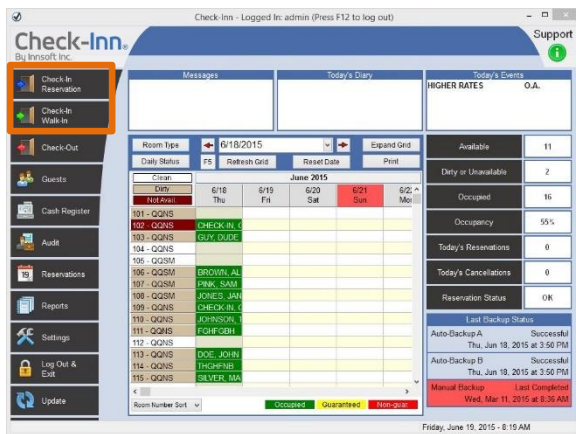 Check-Inn - Logged In: admin (Press F12 to log out)
Check-Inn®
By Innsoft Inc.
Support
Check-In
Reservation
Check-In
Walk-In
Check-Out
Guests
Cash Register
Audit
19
Reservations
Reports
Settings
Log Out &
Exit
Update
Messages
Today's Diary
Today's Events
HIGHER RATES O.A.
Room Type 6/18/2015 Expand Grid
Daily Status F5 Refresh Grid Reset Date Print
Clean June 2015
Dirty 6/18 6/19 6/20 6/21 6/22
Not Avail. Thu Fri Sat Sun Mon
101 - QQNS
102 - QQNS CHECK-IN, C
103 - QQNS GUY, DUDE
104 - QQNS
105 - QQSM
106 - QQSM BROWN, AL
107 - QQSM PINK, SAM
108 - QQSM JONES, JAN
109 - QQNS CHECK-IN, C
110 - QQNS JOHNSON, T
111 - QQNS FGHFGBH
112 - QQNS
113 - QQNS DOE, JOHN
114 - QQNS THGHFNB
115 - QQNS SILVER, MA
Room Number Sort Occupied Guaranteed Non-guar.
Available 11
Dirty or Unavailable 2
Occupied 16
Occupancy 55%
Today's Reservations 0
Today's Cancellations 0
Reservation Status OK
Last Backup Status
Auto-Backup A Successful
Thu, Jun 18, 2015 at 3:50 PM
Auto-Backup B Successful
Thu, Jun 18, 2015 at 3:50 PM
Manual Backup Last Completed
Wed, Mar 11, 2015 at 8:36 AM
Friday, June 19, 2015 - 8:19 AM